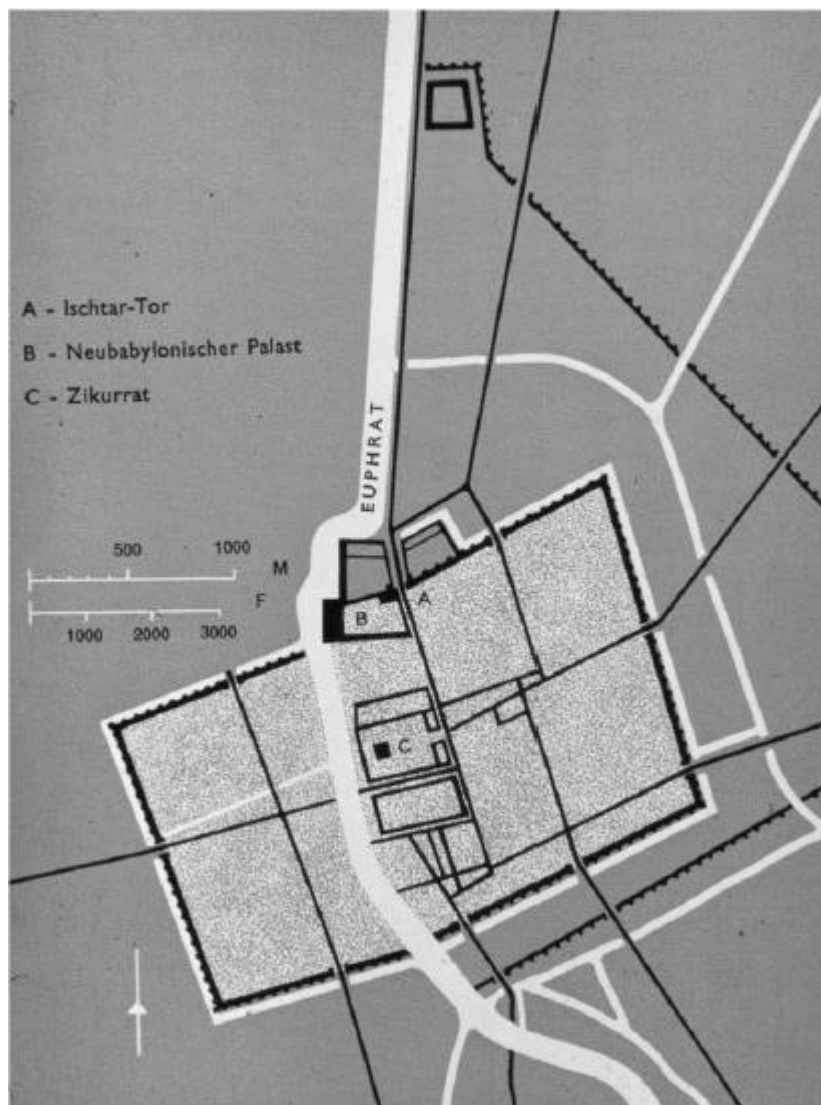 A - Ischtar-Tor
B - Neubabylonischer Palast
C - Zikurrat
EUPHRAT
500 1000
M
F
1000 2000 3000
A
B
C